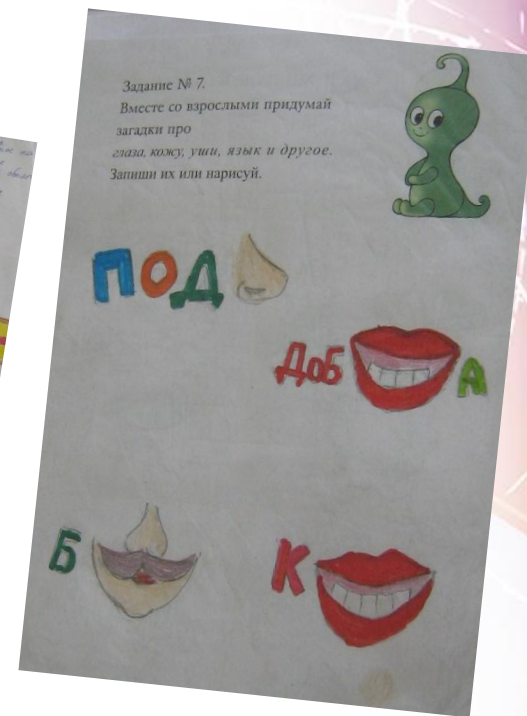 Задание № 7.
Вместе со взрослыми придумай
загадки про
глаза, кожу, уши, язык и другое.
Запиши их или нарисуй.
ПОД
ДОБ А
Б К